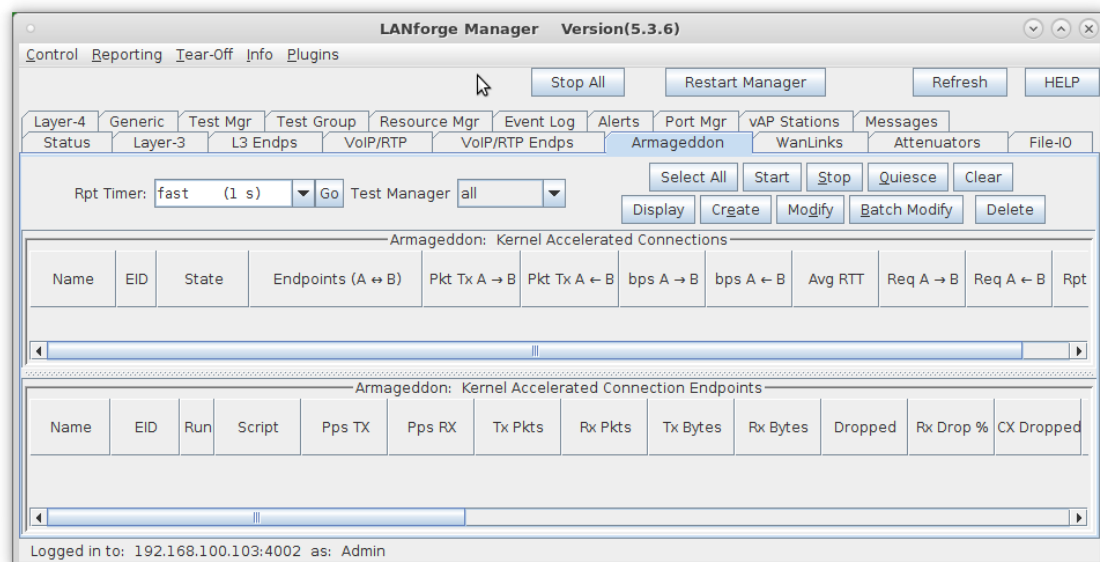 LANforge Manager Version(5.3.6)
Control Reporting Tear-Off Info Plugins
Stop All Restart Manager Refresh HELP
Layer-4 Generic Test Mgr Test Group Resource Mgr Event Log Alerts Port Mgr vAP Stations Messages
Status Layer-3 L3 Endps VoIP/RTP VoIP/RTP Endps Armageddon WanLinks Attenuators File-IO
Select All Start Stop Quiesce Clear
Rpt Timer: fast (1 s) Go Test Manager all
Display Create Modify Batch Modify Delete
Armageddon: Kernel Accelerated Connections
Name EID State Endpoints (A ↔ B) Pkt Tx A → B Pkt Tx A ← B bps A → B bps A ← B Avg RTT Req A → B Req A ← B Rpt
Armageddon: Kernel Accelerated Connection Endpoints
Name EID Run Script Pps TX Pps RX Tx Pkts Rx Pkts Tx Bytes Rx Bytes Dropped Rx Drop % CX Dropped
Logged in to: 192.168.100.103:4002 as: Admin